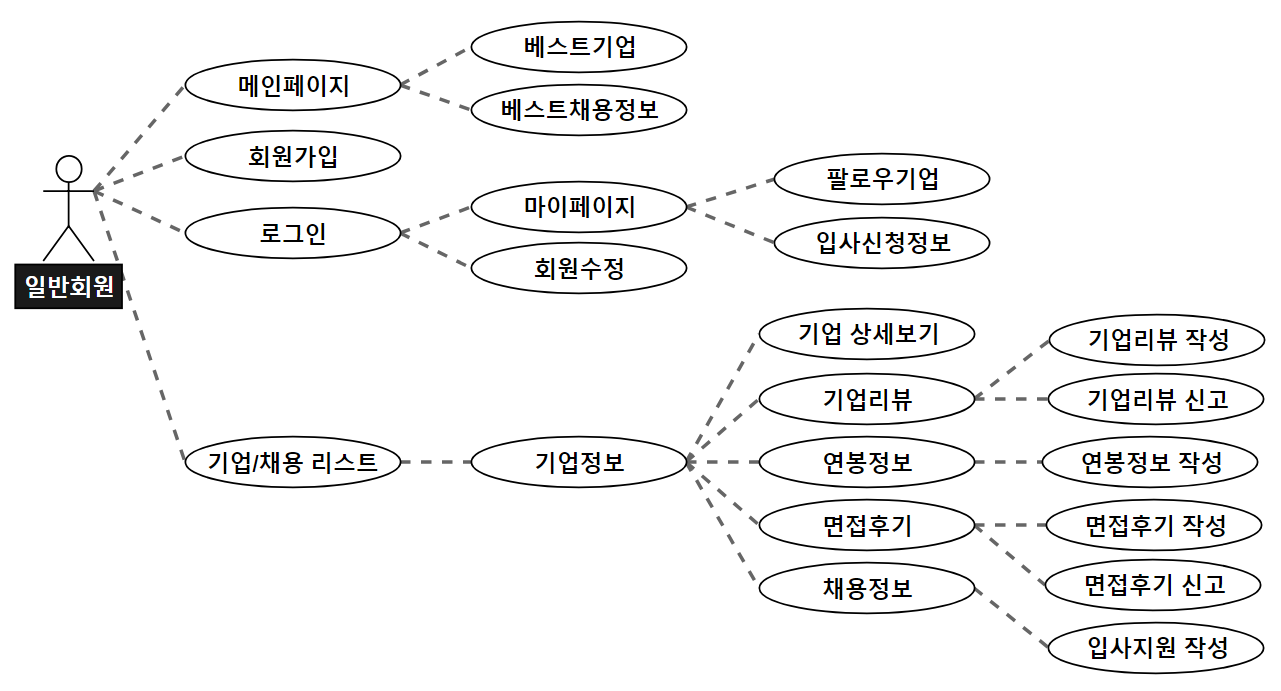 베스트기업
메인페이지
베스트채용정보
회원가입
팔로우기업
마이페이지
로그인
입사신청정보
회원수정
일반회원
기업 상세보기
기업리뷰 작성
기업리뷰
기업리뷰 신고
기업/채용 리스트
기업정보
연봉정보
연봉정보 작성
면접후기
면접후기 작성
채용정보
면접후기 신고
입사지원 작성